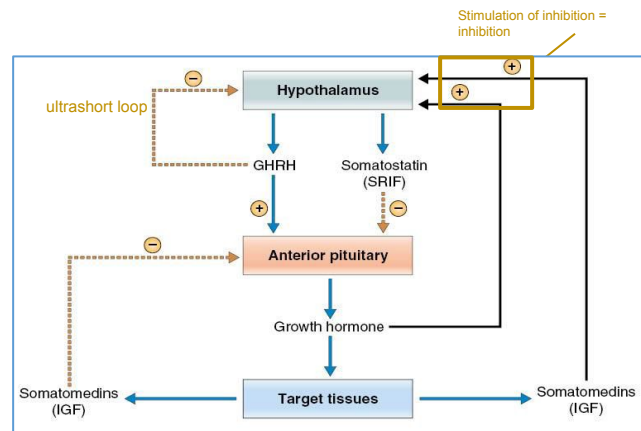 Stimulation of inhibition =
inhibition
+
−
Hypothalamus
+
ultrashort loop
GHRH
Somatostatin
(SRIF)
+
−
−
Anterior pituitary
Growth hormone
Somatomedins
(IGF)
Target tissues
Somatomedins
(IGF)